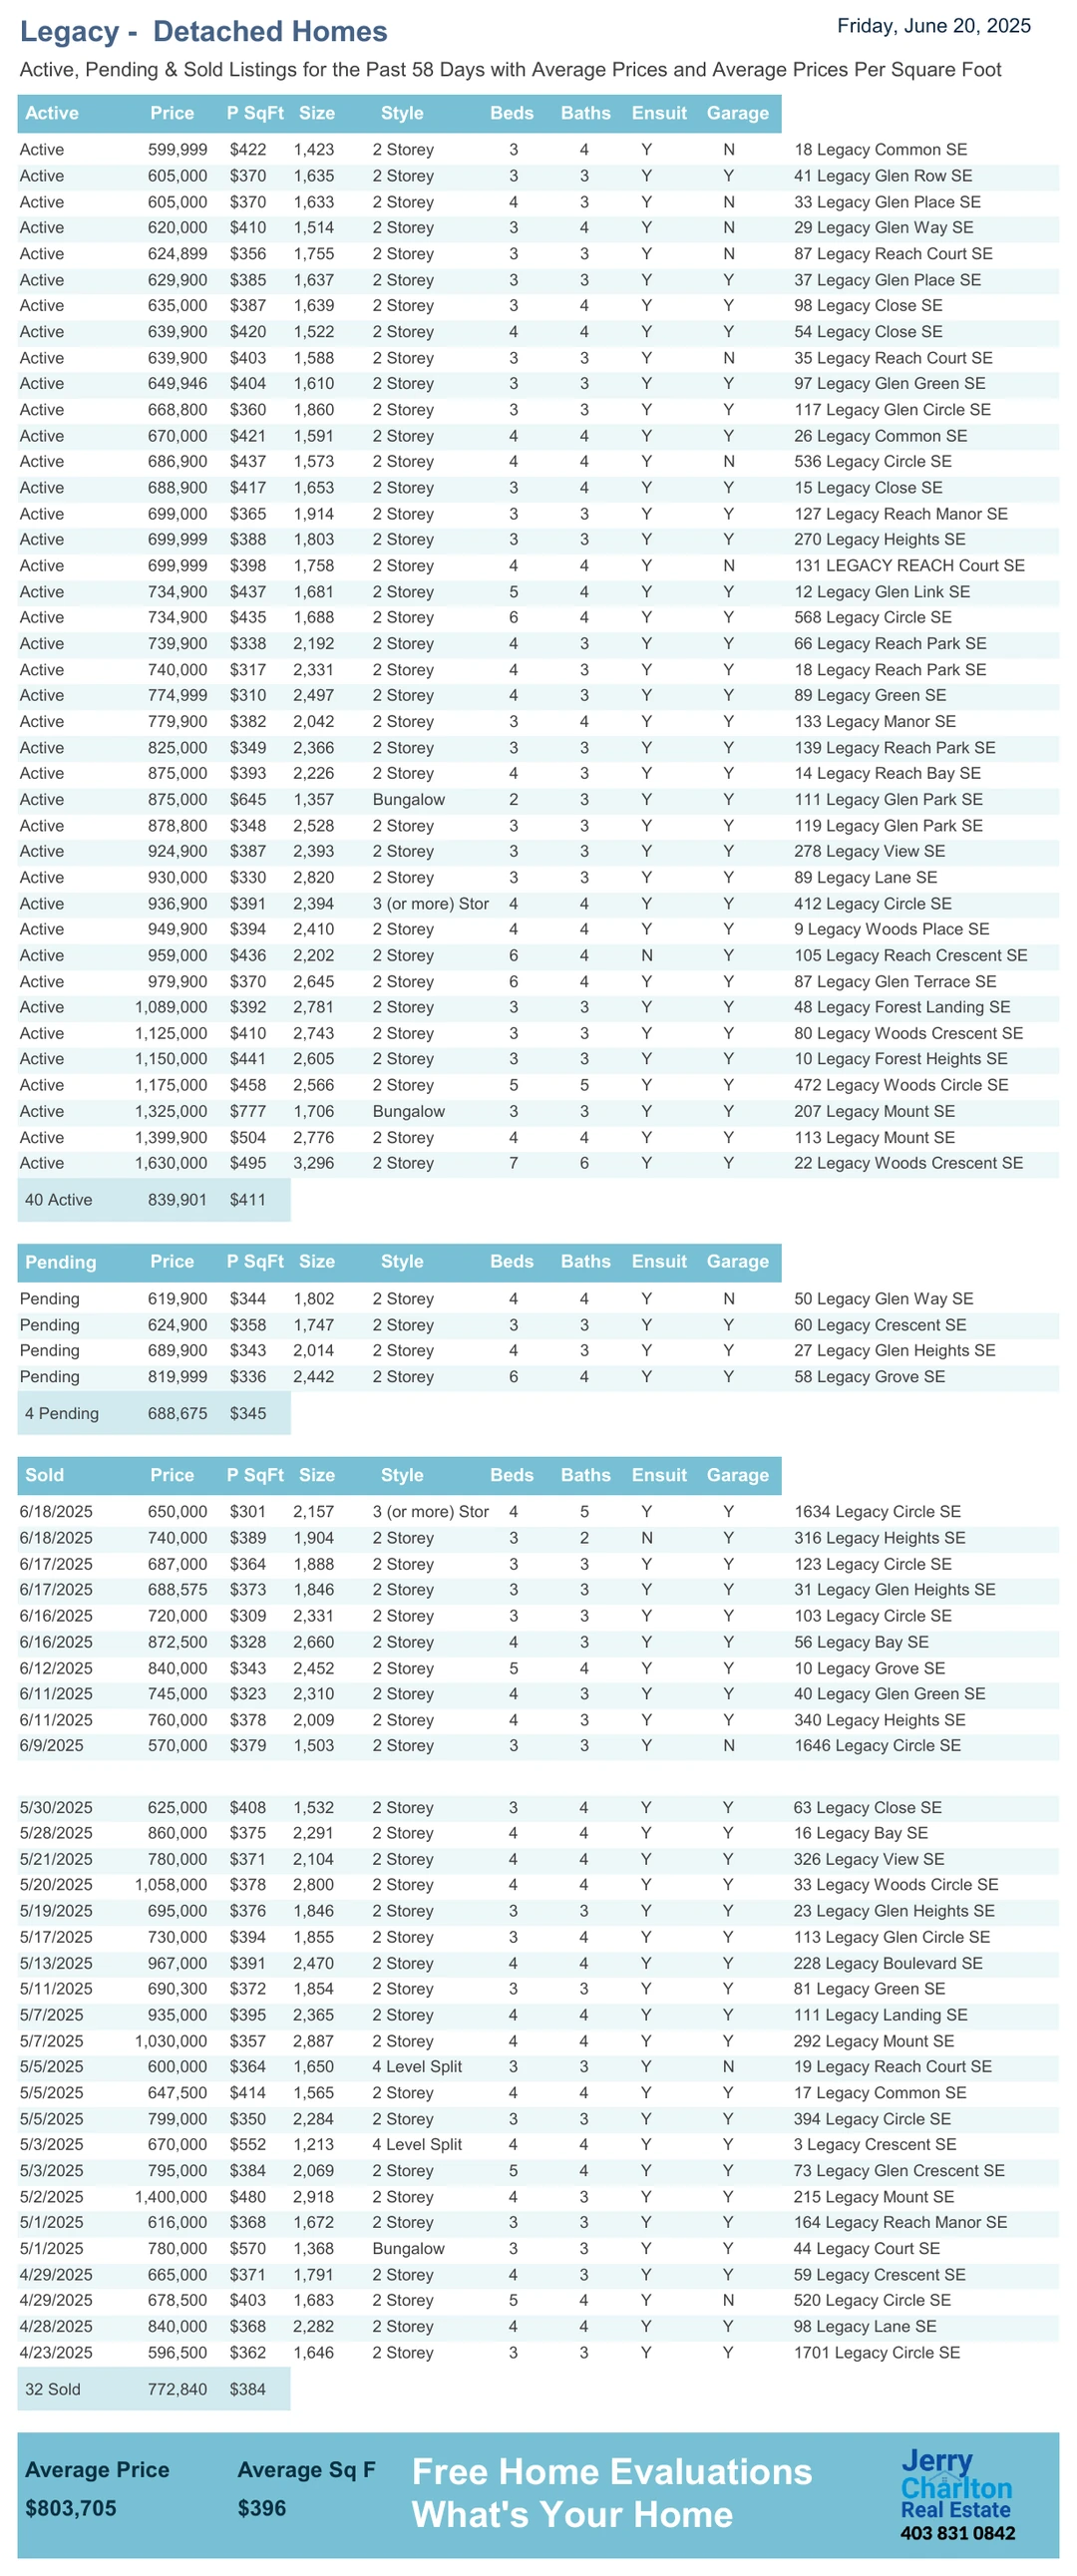 Legacy - Detached Homes
Friday, June 20, 2025
Active, Pending & Sold Listings for the Past 58 Days with Average Prices and Average Prices Per Square Foot
Active Price P SqFt Size Style Beds Baths Ensuit Garage
Active 599,999 $422 1,423 2 Storey 3 4 Y N 18 Legacy Common SE
Active 605,000 $370 1,635 2 Storey 3 3 Y Y 41 Legacy Glen Row SE
Active 605,000 $370 1,633 2 Storey 4 3 Y N 33 Legacy Glen Place SE
Active 620,000 $410 1,514 2 Storey 3 4 Y N 29 Legacy Glen Way SE
Active 624,899 $356 1,755 2 Storey 3 3 Y N 87 Legacy Reach Court SE
Active 629,900 $385 1,637 2 Storey 3 3 Y Y 37 Legacy Glen Place SE
Active 635,000 $387 1,639 2 Storey 3 4 Y Y 98 Legacy Close SE
Active 639,900 $420 1,522 2 Storey 4 4 Y Y 54 Legacy Close SE
Active 639,900 $403 1,588 2 Storey 3 3 Y N 35 Legacy Reach Court SE
Active 649,946 $404 1,610 2 Storey 3 3 Y Y 97 Legacy Glen Green SE
Active 668,800 $360 1,860 2 Storey 3 3 Y Y 117 Legacy Glen Circle SE
Active 670,000 $421 1,591 2 Storey 4 4 Y Y 26 Legacy Common SE
Active 686,900 $437 1,573 2 Storey 4 4 Y N 536 Legacy Circle SE
Active 688,900 $417 1,653 2 Storey 3 4 Y Y 15 Legacy Close SE
Active 699,000 $365 1,914 2 Storey 3 3 Y Y 127 Legacy Reach Manor SE
Active 699,999 $388 1,803 2 Storey 3 3 Y Y 270 Legacy Heights SE
Active 699,999 $398 1,758 2 Storey 4 4 Y N 131 LEGACY REACH Court SE
Active 734,900 $437 1,681 2 Storey 5 4 Y Y 12 Legacy Glen Link SE
Active 734,900 $435 1,688 2 Storey 6 4 Y Y 568 Legacy Circle SE
Active 739,900 $338 2,192 2 Storey 4 3 Y Y 66 Legacy Reach Park SE
Active 740,000 $317 2,331 2 Storey 4 3 Y Y 18 Legacy Reach Park SE
Active 774,999 $310 2,497 2 Storey 4 3 Y Y 89 Legacy Green SE
Active 779,900 $382 2,042 2 Storey 3 4 Y Y 133 Legacy Manor SE
Active 825,000 $349 2,366 2 Storey 3 3 Y Y 139 Legacy Reach Park SE
Active 875,000 $393 2,226 2 Storey 4 3 Y Y 14 Legacy Reach Bay SE
Active 875,000 $645 1,357 Bungalow 2 3 Y Y 111 Legacy Glen Park SE
Active 878,800 $348 2,528 2 Storey 3 3 Y Y 119 Legacy Glen Park SE
Active 924,900 $387 2,393 2 Storey 3 3 Y Y 278 Legacy View SE
Active 930,000 $330 2,820 2 Storey 3 3 Y Y 89 Legacy Lane SE
Active 936,900 $391 2,394 3 (or more) Stor 4 4 Y Y 412 Legacy Circle SE
Active 949,900 $394 2,410 2 Storey 4 4 Y Y 9 Legacy Woods Place SE
Active 959,000 $436 2,202 2 Storey 6 4 N Y 105 Legacy Reach Crescent SE
Active 979,900 $370 2,645 2 Storey 6 4 Y Y 87 Legacy Glen Terrace SE
Active 1,089,000 $392 2,781 2 Storey 3 3 Y Y 48 Legacy Forest Landing SE
Active 1,125,000 $410 2,743 2 Storey 3 3 Y Y 80 Legacy Woods Crescent SE
Active 1,150,000 $441 2,605 2 Storey 3 3 Y Y 10 Legacy Forest Heights SE
Active 1,175,000 $458 2,566 2 Storey 5 5 Y Y 472 Legacy Woods Circle SE
Active 1,325,000 $777 1,706 Bungalow 3 3 Y Y 207 Legacy Mount SE
Active 1,399,900 $504 2,776 2 Storey 4 4 Y Y 113 Legacy Mount SE
Active 1,630,000 $495 3,296 2 Storey 7 6 Y Y 22 Legacy Woods Crescent SE
40 Active 839,901 $411
Pending Price P SqFt Size Style Beds Baths Ensuit Garage
Pending 619,900 $344 1,802 2 Storey 4 4 Y N 50 Legacy Glen Way SE
Pending 624,900 $358 1,747 2 Storey 3 3 Y Y 60 Legacy Crescent SE
Pending 689,900 $343 2,014 2 Storey 4 3 Y Y 27 Legacy Glen Heights SE
Pending 819,999 $336 2,442 2 Storey 6 4 Y Y 58 Legacy Grove SE
4 Pending 688,675 $345
Sold Price P SqFt Size Style Beds Baths Ensuit Garage
6/18/2025 650,000 $301 2,157 3 (or more) Stor 4 5 Y Y 1634 Legacy Circle SE
6/18/2025 740,000 $389 1,904 2 Storey 3 2 N Y 316 Legacy Heights SE
6/17/2025 687,000 $364 1,888 2 Storey 3 3 Y Y 123 Legacy Circle SE
6/17/2025 688,575 $373 1,846 2 Storey 3 3 Y Y 31 Legacy Glen Heights SE
6/16/2025 720,000 $309 2,331 2 Storey 3 3 Y Y 103 Legacy Circle SE
6/16/2025 872,500 $328 2,660 2 Storey 4 3 Y Y 56 Legacy Bay SE
6/12/2025 840,000 $343 2,452 2 Storey 5 4 Y Y 10 Legacy Grove SE
6/11/2025 745,000 $323 2,310 2 Storey 4 3 Y Y 40 Legacy Glen Green SE
6/11/2025 760,000 $378 2,009 2 Storey 4 3 Y Y 340 Legacy Heights SE
6/9/2025 570,000 $379 1,503 2 Storey 3 3 Y N 1646 Legacy Circle SE
5/30/2025 625,000 $408 1,532 2 Storey 3 4 Y Y 63 Legacy Close SE
5/28/2025 860,000 $375 2,291 2 Storey 4 4 Y Y 16 Legacy Bay SE
5/21/2025 780,000 $371 2,104 2 Storey 4 4 Y Y 326 Legacy View SE
5/20/2025 1,058,000 $378 2,800 2 Storey 4 4 Y Y 33 Legacy Woods Circle SE
5/19/2025 695,000 $376 1,846 2 Storey 3 3 Y Y 23 Legacy Glen Heights SE
5/17/2025 730,000 $394 1,855 2 Storey 3 4 Y Y 113 Legacy Glen Circle SE
5/13/2025 967,000 $391 2,470 2 Storey 4 4 Y Y 228 Legacy Boulevard SE
5/11/2025 690,300 $372 1,854 2 Storey 3 3 Y Y 81 Legacy Green SE
5/7/2025 935,000 $395 2,365 2 Storey 4 4 Y Y 111 Legacy Landing SE
5/7/2025 1,030,000 $357 2,887 2 Storey 4 4 Y Y 292 Legacy Mount SE
5/5/2025 600,000 $364 1,650 4 Level Split 3 3 Y N 19 Legacy Reach Court SE
5/5/2025 647,500 $414 1,565 2 Storey 4 4 Y Y 17 Legacy Common SE
5/5/2025 799,000 $350 2,284 2 Storey 3 3 Y Y 394 Legacy Circle SE
5/3/2025 670,000 $552 1,213 4 Level Split 4 4 Y Y 3 Legacy Crescent SE
5/3/2025 795,000 $384 2,069 2 Storey 5 4 Y Y 73 Legacy Glen Crescent SE
5/2/2025 1,400,000 $480 2,918 2 Storey 4 3 Y Y 215 Legacy Mount SE
5/1/2025 616,000 $368 1,672 2 Storey 3 3 Y Y 164 Legacy Reach Manor SE
5/1/2025 780,000 $570 1,368 Bungalow 3 3 Y Y 44 Legacy Court SE
4/29/2025 665,000 $371 1,791 2 Storey 4 3 Y Y 59 Legacy Crescent SE
4/29/2025 678,500 $403 1,683 2 Storey 5 4 Y N 520 Legacy Circle SE
4/28/2025 840,000 $368 2,282 2 Storey 4 4 Y Y 98 Legacy Lane SE
4/23/2025 596,500 $362 1,646 2 Storey 3 3 Y Y 1701 Legacy Circle SE
32 Sold 772,840 $384
Average Price Average Sq F
$803,705 $396
Free Home Evaluations
What's Your Home
Jerry
Charlton
Real Estate
403 831 0842